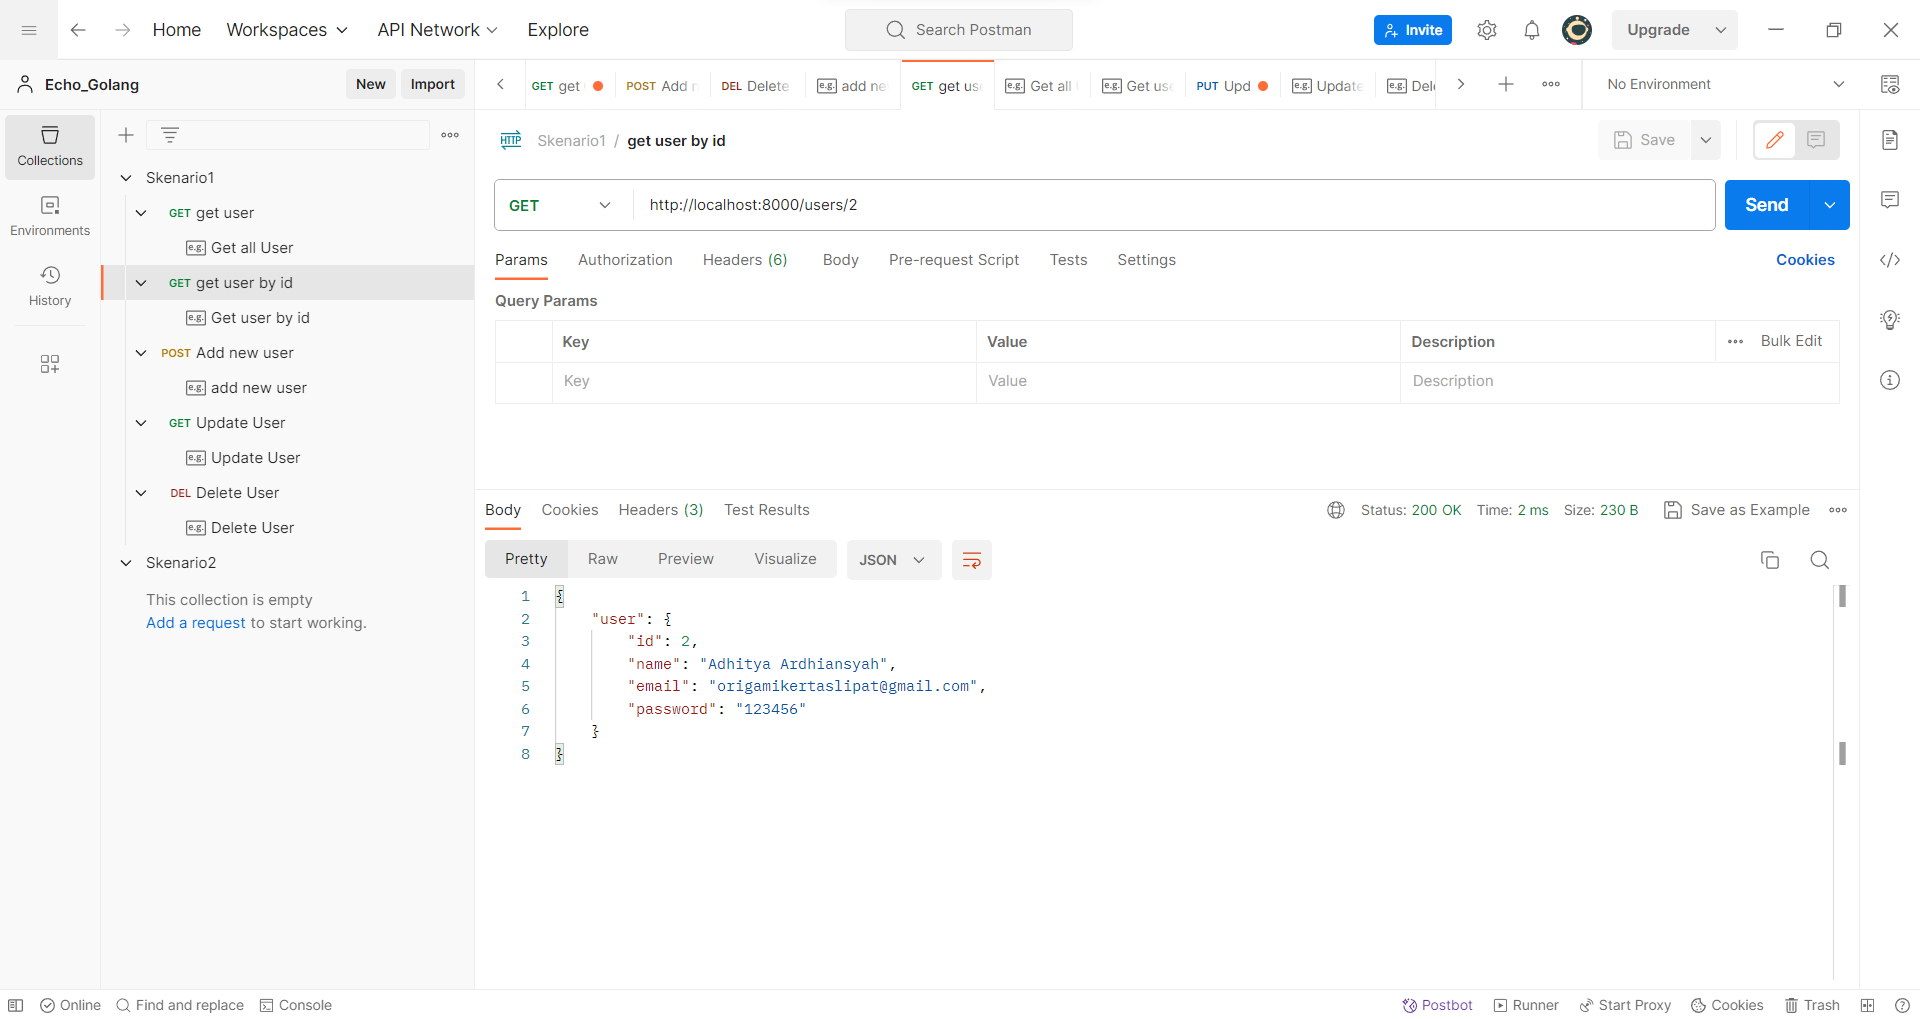 Home Workspaces API Network Explore Search Postman Invite Upgrade
Echo_Golang New Import GET get POST Add n DEL Delete e.g. add ne GET get us e.g. Get all e.g. Get us PUT Upd e.g. Update e.g. Del No Environment
Collections
Environments
History
Skenario1
GET get user
e.g. Get all User
GET get user by id
e.g. Get user by id
POST Add new user
e.g. add new user
GET Update User
e.g. Update User
DEL Delete User
e.g. Delete User
Skenario2
This collection is empty
Add a request to start working.
HTTP Skenario1 / get user by id Save
GET http://localhost:8000/users/2 Send
Params Authorization Headers (6) Body Pre-request Script Tests Settings Cookies
Query Params
Key Value Description Bulk Edit
Key Value Description
Body Cookies Headers (3) Test Results Status: 200 OK Time: 2 ms Size: 230 B Save as Example
Pretty Raw Preview Visualize JSON
1 {
2 "user": {
3 "id": 2,
4 "name": "Adhitya Ardhiansyah",
5 "email": "origamikertaslipat@gmail.com",
6 "password": "123456"
7 }
8 }
Online Find and replace Console Postbot Runner Start Proxy Cookies Trash